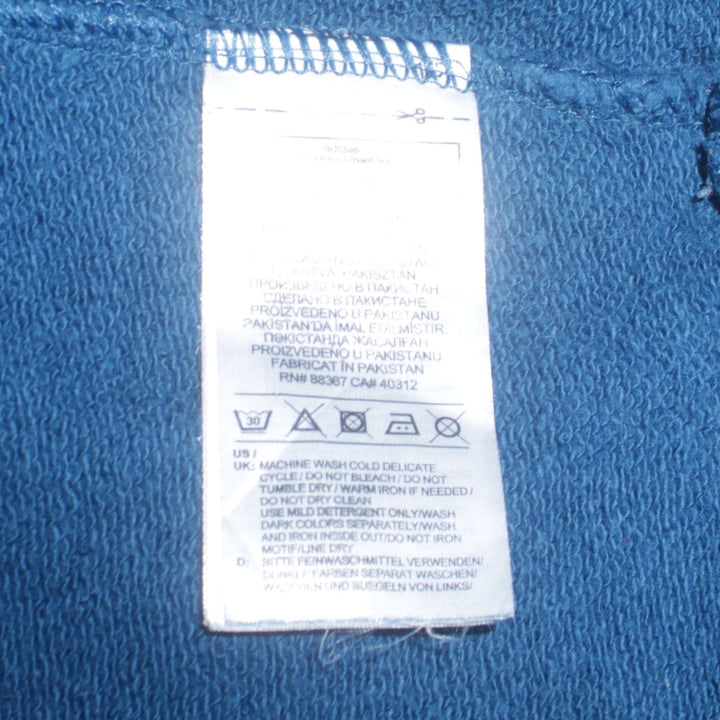 adidas
PAKISZTÁN
ПРОИЗВЕДЕНО В ПАКИСТАН
СДЕЛАНО В ПАКИСТАНЕ
PROIZVEDENO U PAKISTANU
PAKİSTAN'DA İMAL EDİLMİŞTİR.
ПӘКІСТАНДА ЖАСАЛҒАН
PROIZVEDENO U PAKISTANU
FABRICAT ÎN PAKISTAN
RN# 88387 CA# 40312
30
US /
UK: MACHINE WASH COLD DELICATE
CYCLE / DO NOT BLEACH / DO NOT
TUMBLE DRY / WARM IRON IF NEEDED /
DO NOT DRY CLEAN
USE MILD DETERGENT ONLY/WASH
DARK COLORS SEPARATELY/WASH
AND IRON INSIDE OUT/DO NOT IRON
MOTIF/LINE DRY
D: BITTE FEINWASCHMITTEL VERWENDEN/
DUNKLE FARBEN SEPARAT WASCHEN/
WASCHEN UND BUEGELN VON LINKS/